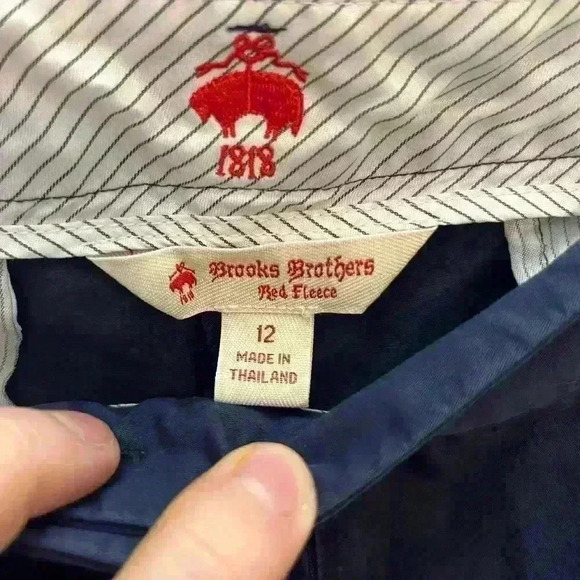 1818
Brooks Brothers
Red Fleece
12
MADE IN
THAILAND